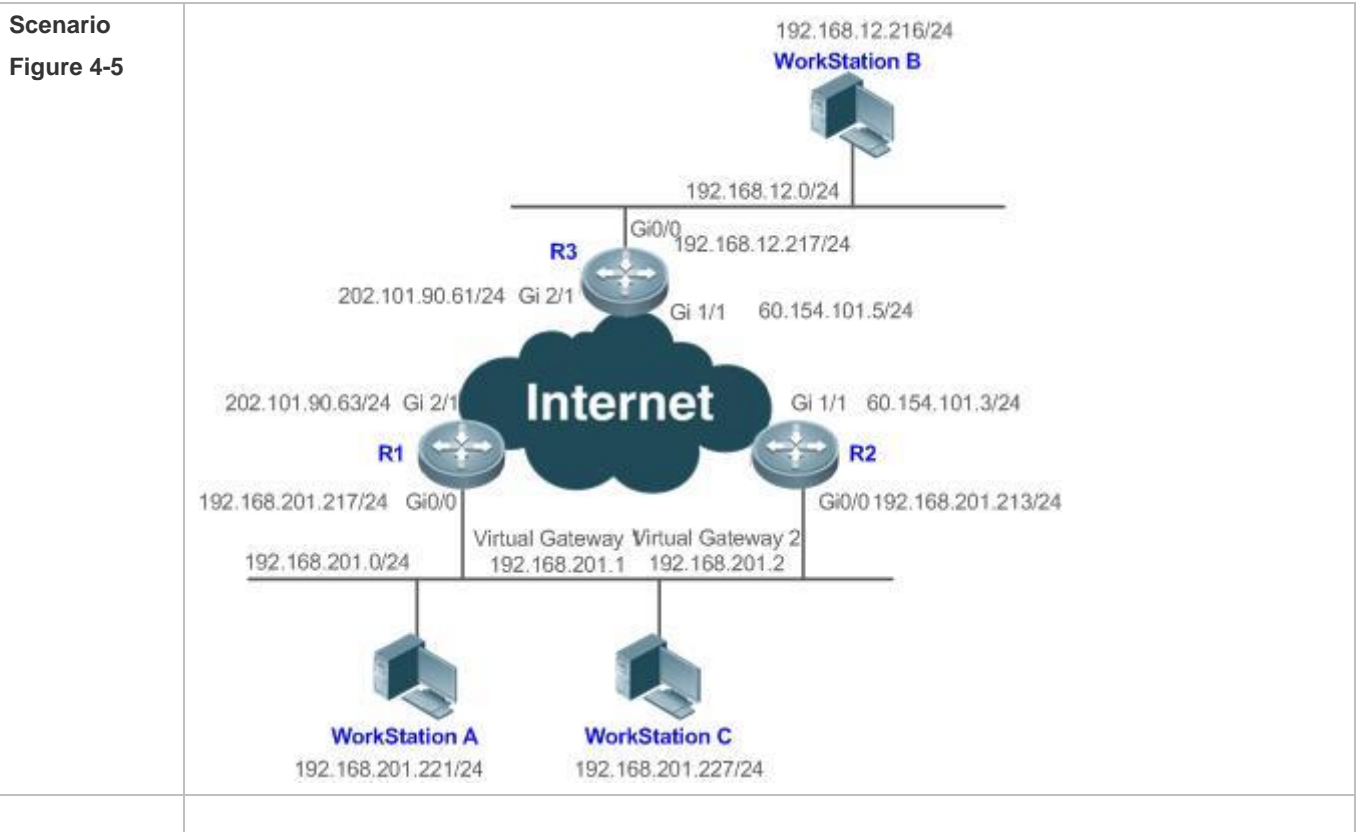 Scenario
Figure 4-5
192.168.12.216/24
WorkStation B
192.168.12.0/24
Gi0/0
192.168.12.217/24
R3
202.101.90.61/24 Gi 2/1
Gi 1/1 60.154.101.5/24
Internet
202.101.90.63/24 Gi 2/1
Gi 1/1 60.154.101.3/24
R1
R2
192.168.201.217/24 Gi0/0
Gi0/0 192.168.201.213/24
Virtual Gateway 1
192.168.201.1
Virtual Gateway 2
192.168.201.2
192.168.201.0/24
WorkStation A
192.168.201.221/24
WorkStation C
192.168.201.227/24